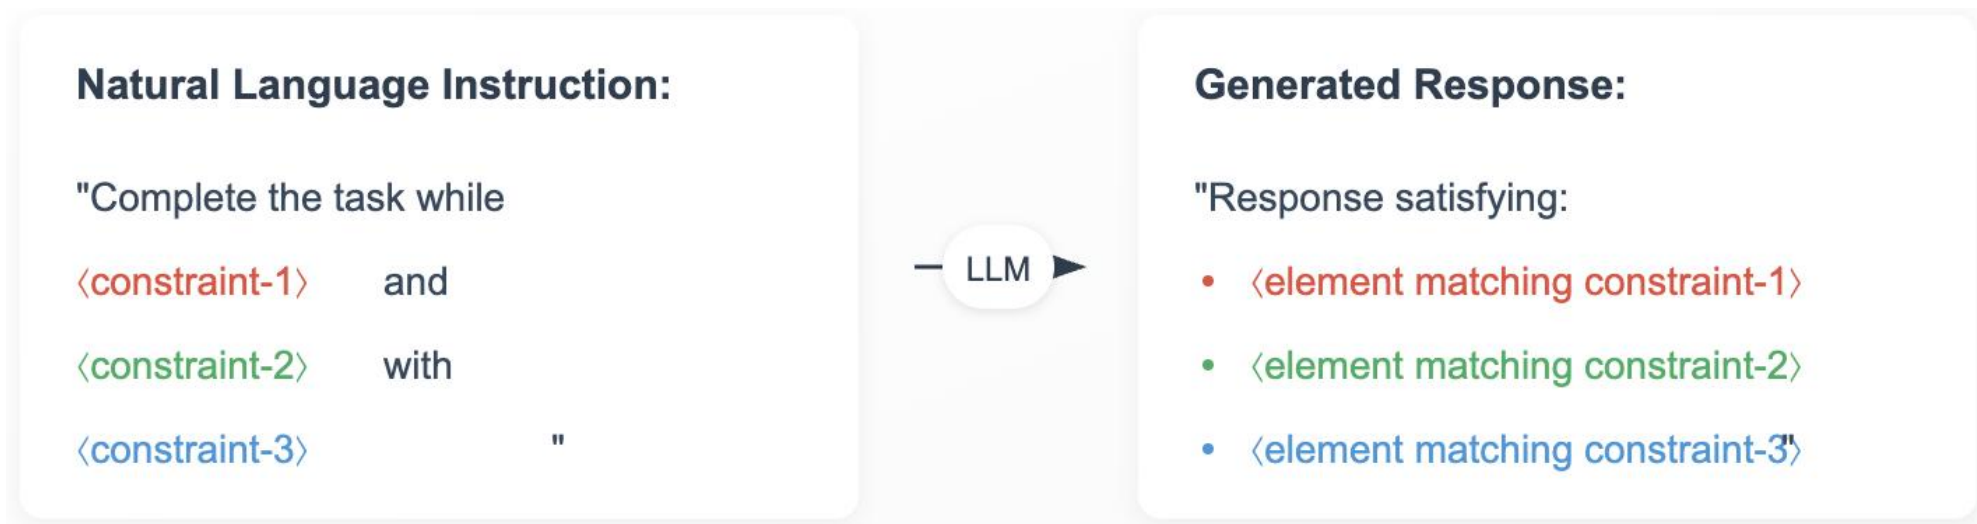 Natural Language Instruction:
"Complete the task while
〈constraint-1〉 and
〈constraint-2〉 with
〈constraint-3〉 "
LLM
Generated Response:
"Response satisfying:
• 〈element matching constraint-1〉
• 〈element matching constraint-2〉
• 〈element matching constraint-3〉"